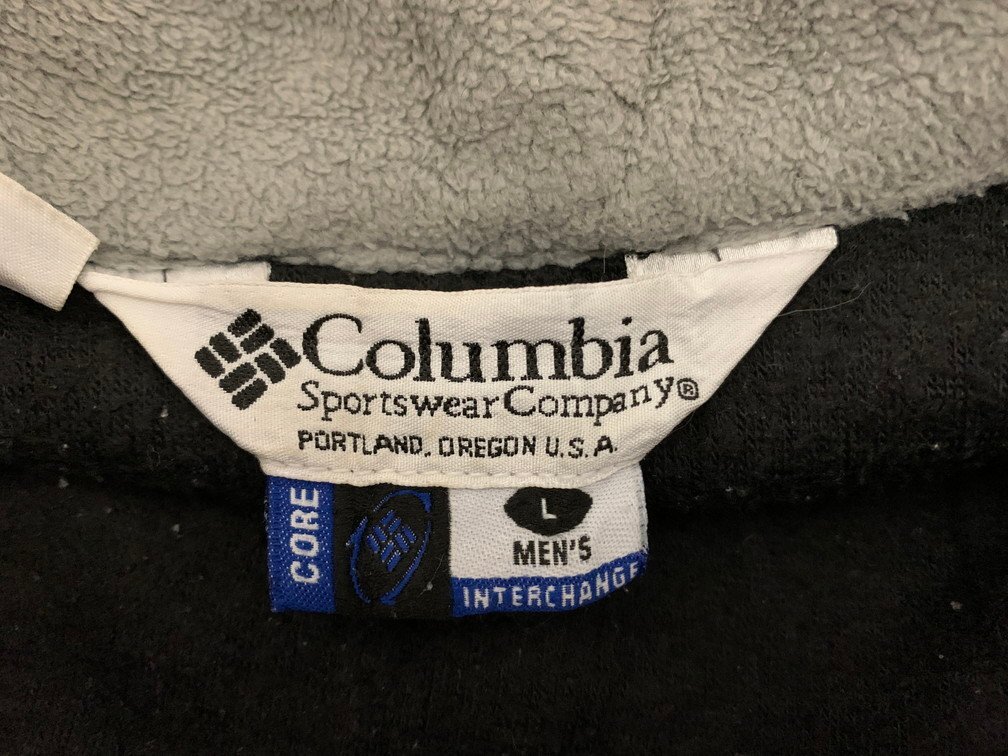 Columbia
Sportswear Company®
PORTLAND, OREGON U.S.A.
CORE
L
MEN'S
INTERCHANGE